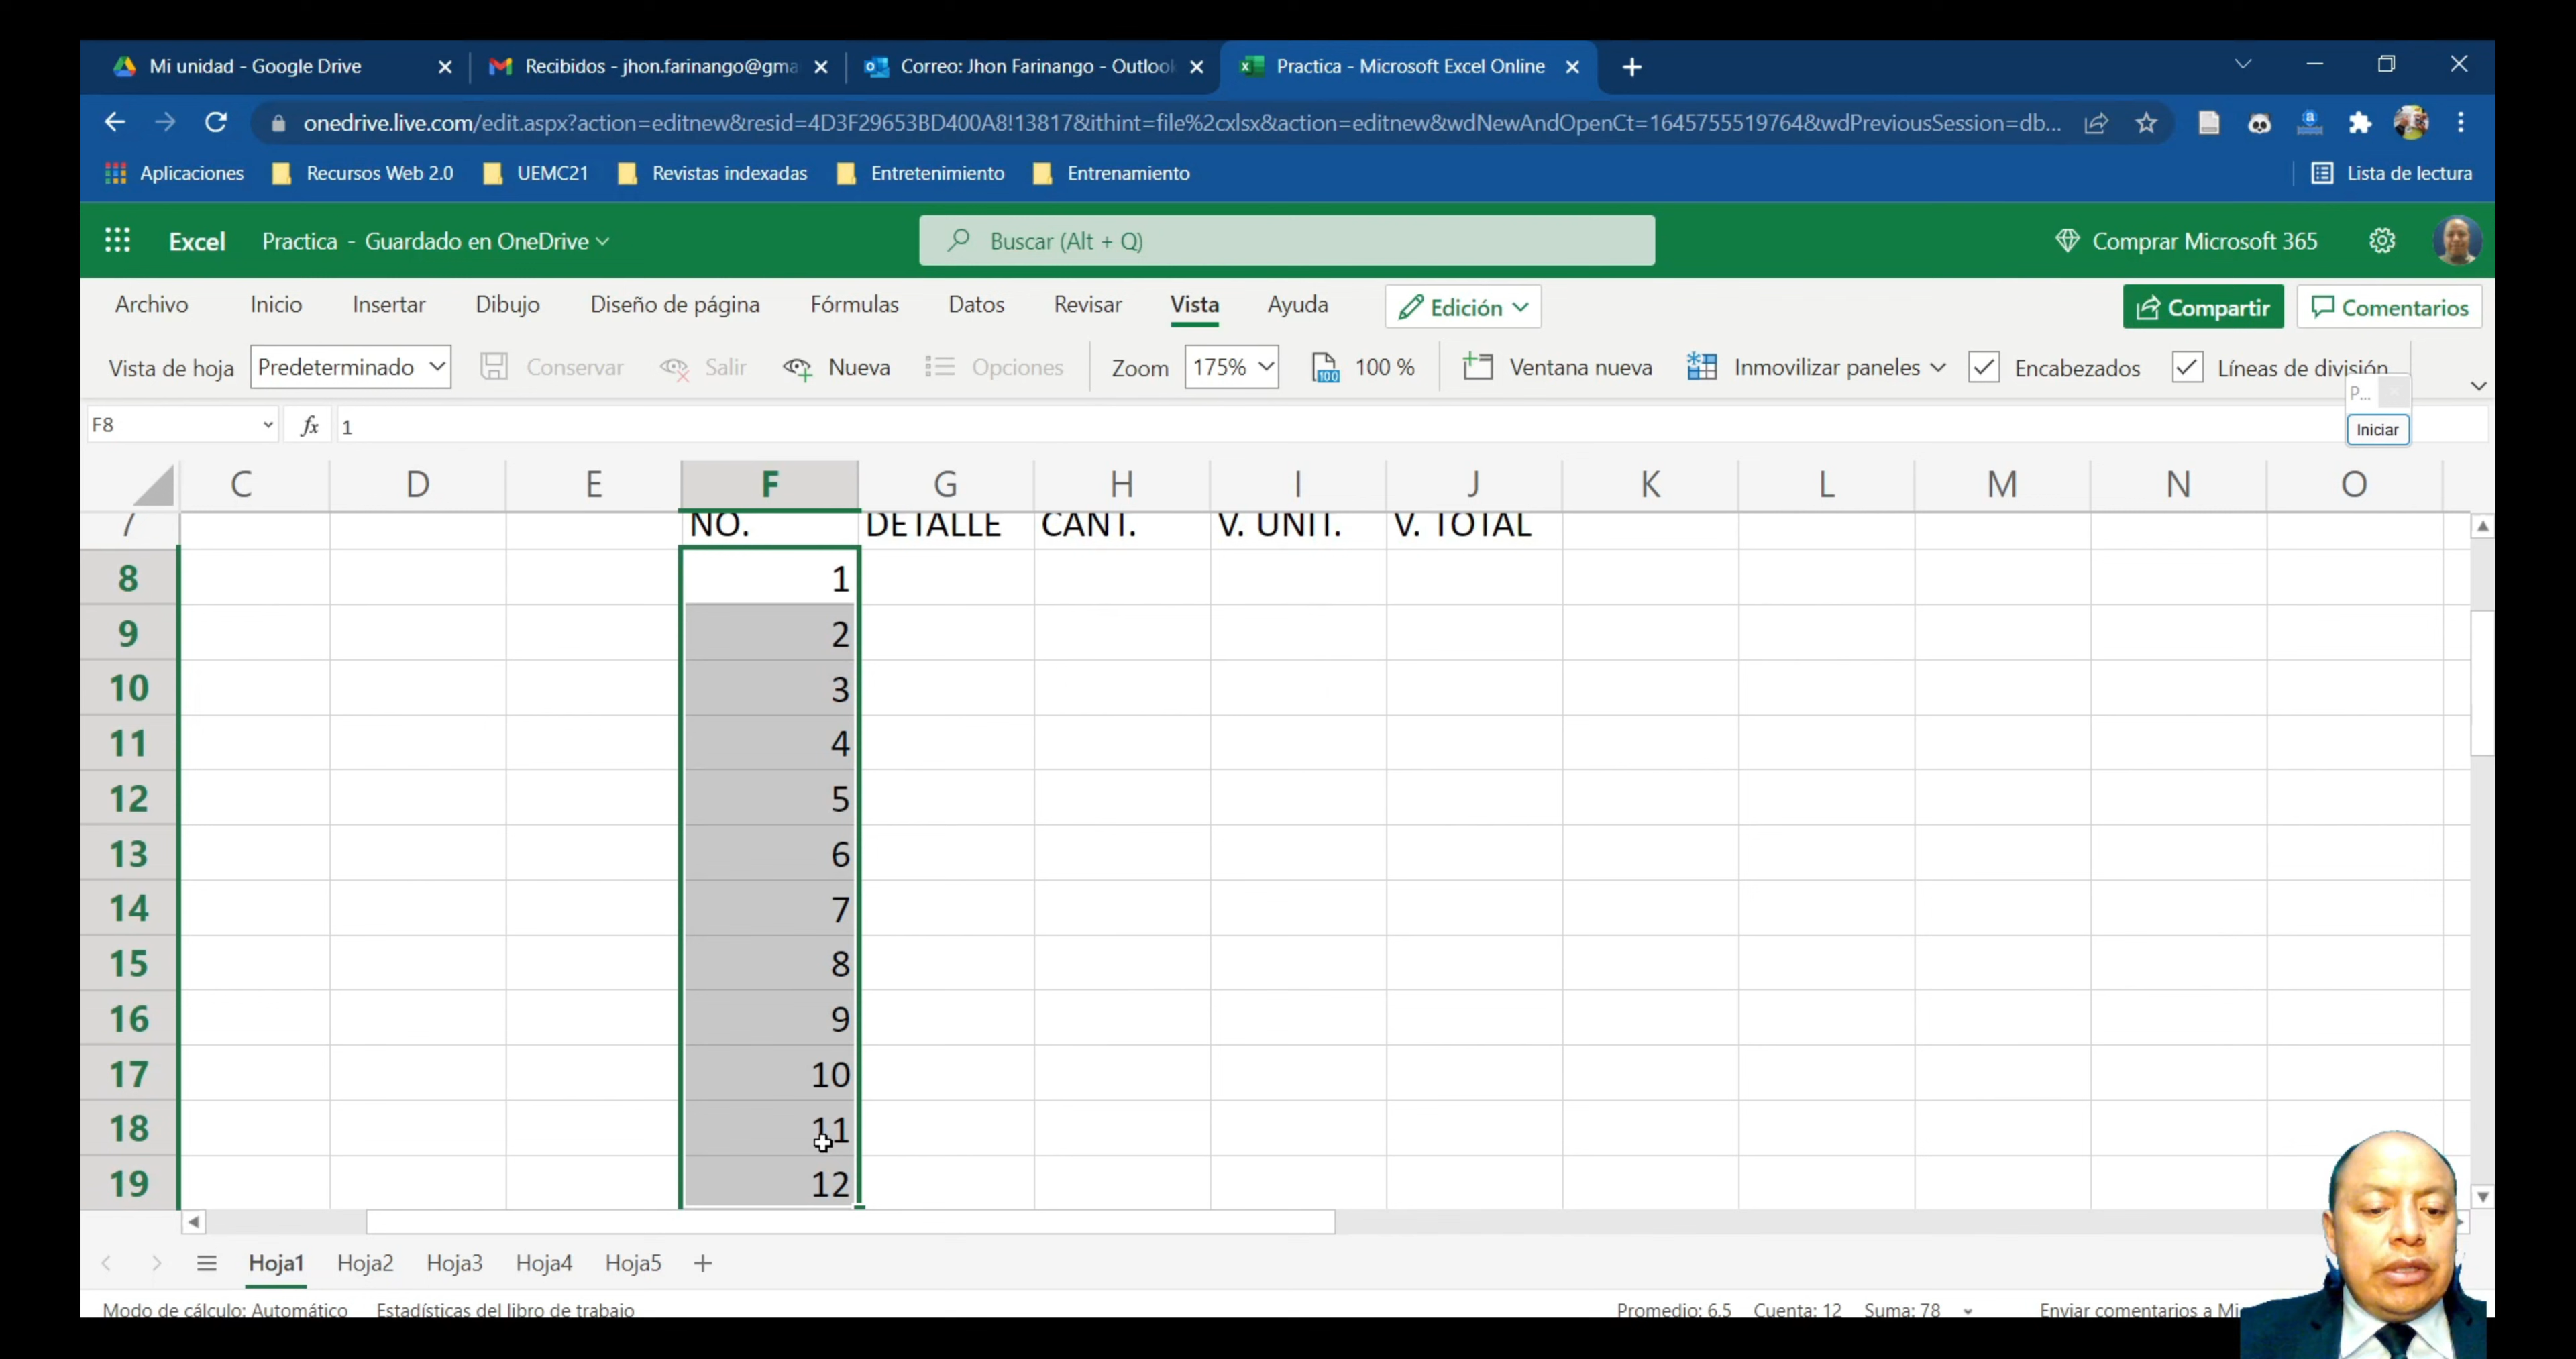 Mi unidad - Google Drive
Recibidos - jhon.farinango@gma
Correo: Jhon Farinango - Outlook
Practica - Microsoft Excel Online
onedrive.live.com/edit.aspx?action=editnew&resid=4D3F29653BD400A8!13817&ithint=file%2cxlsx&action=editnew&wdNewAndOpenCt=1645755519764&wdPreviousSession=db...
Aplicaciones Recursos Web 2.0 UEMC21 Revistas indexadas Entretenimiento Entrenamiento Lista de lectura
Excel Practica - Guardado en OneDrive Buscar (Alt + Q) Comprar Microsoft 365
Archivo Inicio Insertar Dibujo Diseño de página Fórmulas Datos Revisar Vista Ayuda Edición Compartir Comentarios
Vista de hoja Predeterminado Conservar Salir Nueva Opciones Zoom 175% 100 % Ventana nueva Inmovilizar paneles Encabezados Líneas de división
P...
F8 fx 1
Iniciar
C D E F G H I J K L M N O
7 NO. DETALLE CANT. V. UNIT. V. TOTAL
8 1
9 2
10 3
11 4
12 5
13 6
14 7
15 8
16 9
17 10
18 11
19 12
Hoja1 Hoja2 Hoja3 Hoja4 Hoja5
Modo de cálculo: Automático Estadísticas del libro de trabajo Promedio: 6.5 Cuenta: 12 Suma: 78 Enviar comentarios a Mi